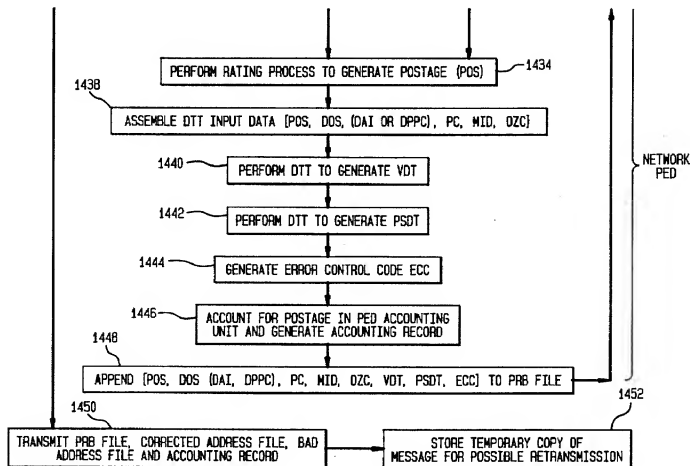 PERFORM RATING PROCESS TO GENERATE POSTAGE (POS)
1434
1438
ASSEMBLE DTT INPUT DATA [POS, DOS, (DAI OR DPPC), PC, MID, OZC]
1440
PERFORM DTT TO GENERATE VDT
NETWORK
PED
1442
PERFORM DTT TO GENERATE PSDT
1444
GENERATE ERROR CONTROL CODE ECC
1446
ACCOUNT FOR POSTAGE IN PED ACCOUNTING
UNIT AND GENERATE ACCOUNTING RECORD
1448
APPEND [POS, DOS (DAI, DPPC), PC, MID, OZC, VDT, PSDT, ECC] TO PRB FILE
1450
TRANSMIT PRB FILE, CORRECTED ADDRESS FILE, BAD
ADDRESS FILE AND ACCOUNTING RECORD
1452
STORE TEMPORARY COPY OF
MESSAGE FOR POSSIBLE RETRANSMISSION